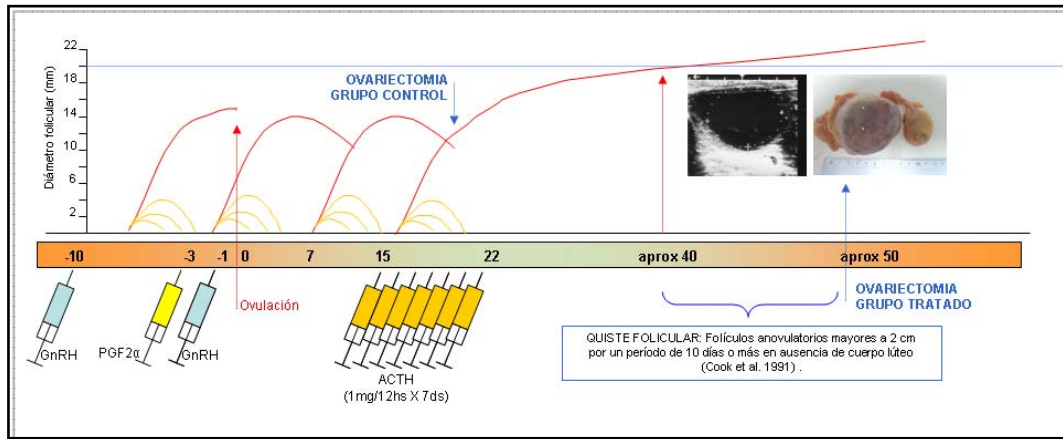 22
18
14
10
6
2
Diámetro folicular (mm)
OVARIECTOMIA
GRUPO CONTROL
-10 -3 -1 0 7 15 22 aprox 40 aprox 50
Ovulación
GnRH
PGF2α
GnRH
ACTH
(1mg/12hs X 7ds)
OVARIECTOMIA
GRUPO TRATADO
QUISTE FOLICULAR: Folículos anovulatorios mayores a 2 cm
por un período de 10 días o más en ausencia de cuerpo lúteo
(Cook et al. 1991) .